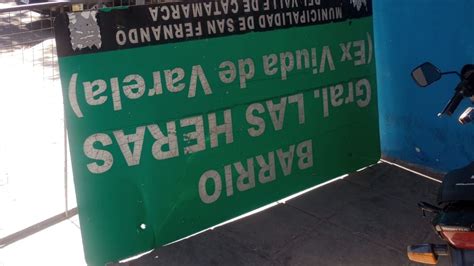 BARRIO
Gral. LAS HERAS
(Ex Viuda de Varela)
MUNICIPALIDAD DE SAN FERNANDO
DEL VALLE DE CATAMARCA